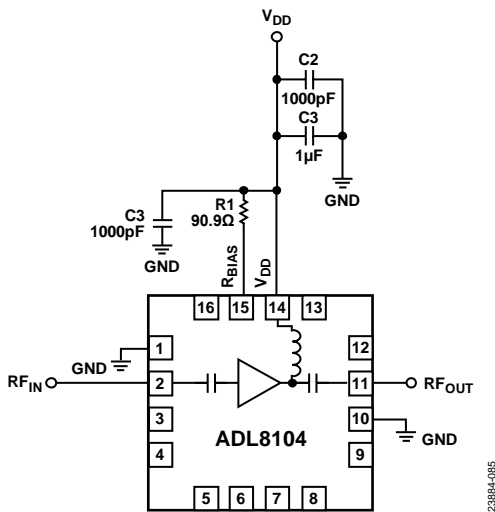 VDD
C2
1000pF
C3
1µF
GND
C3
1000pF
GND
R1
90.9Ω
RBIAS
VDD
16 15 14 13
1
2
3
4
GND
RFIN
12
11
10
9
RFOUT
GND
ADL8104
5 6 7 8
23884-085